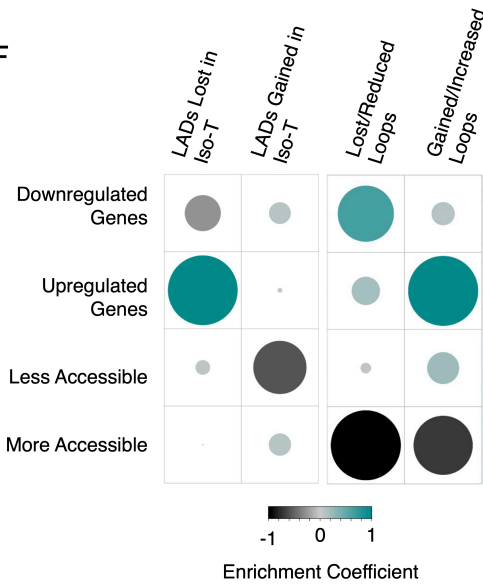 F
LADs Lost in
Iso-T
LADs Gained in
Iso-T
Lost/Reduced
Loops
Gained/Increased
Loops
Downregulated
Genes
Upregulated
Genes
Less Accessible
More Accessible
-1 0 1
Enrichment Coefficient